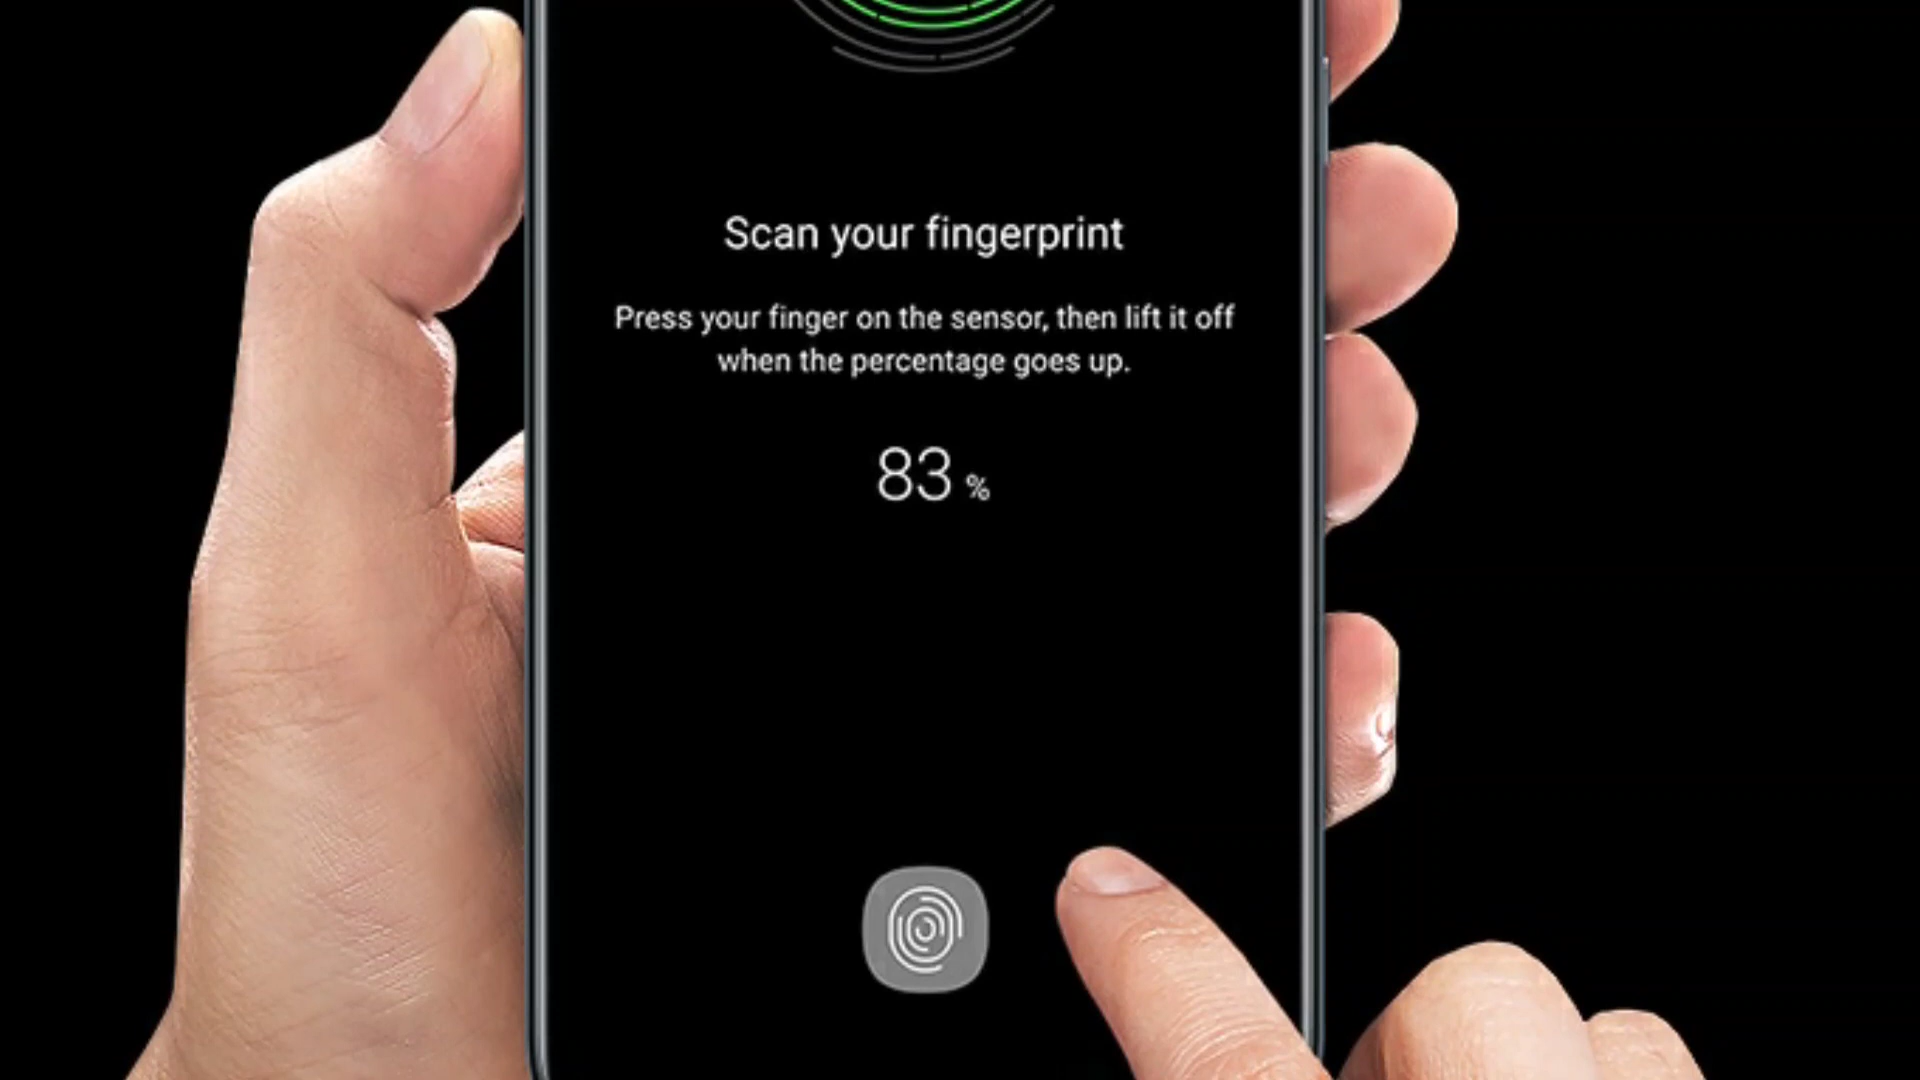 Scan your fingerprint
Press your finger on the sensor, then lift it off
when the percentage goes up.
83 %